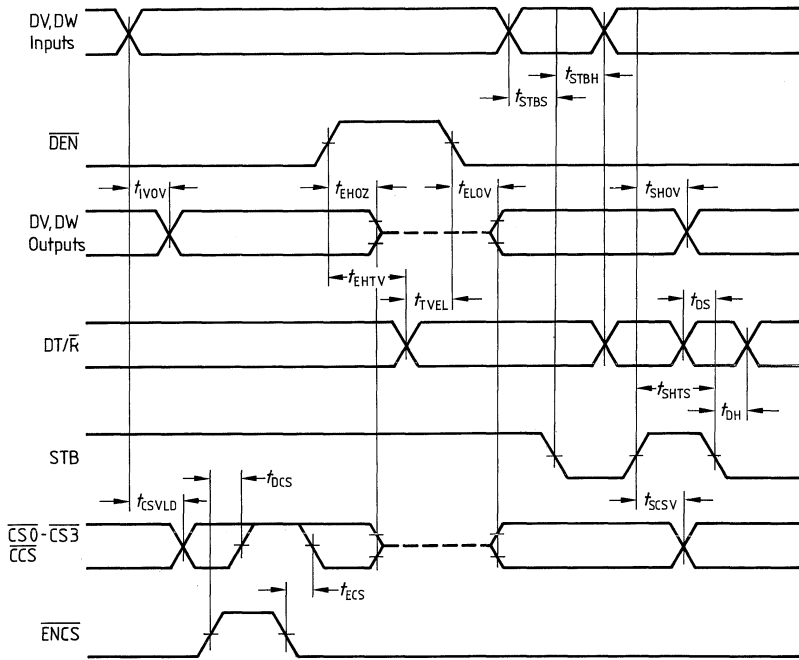 DV, DW
Inputs
tSTBH
tSTBS
DEN
tIVOV
tEHOZ
tELOV
tSHOV
DV, DW
Outputs
tEHTV
tTVEL
tDS
DT/R
tSHTS
tDH
STB
tDCS
tCSVLD
tSCSV
CS0-CS3
CCS
tECS
ENCS